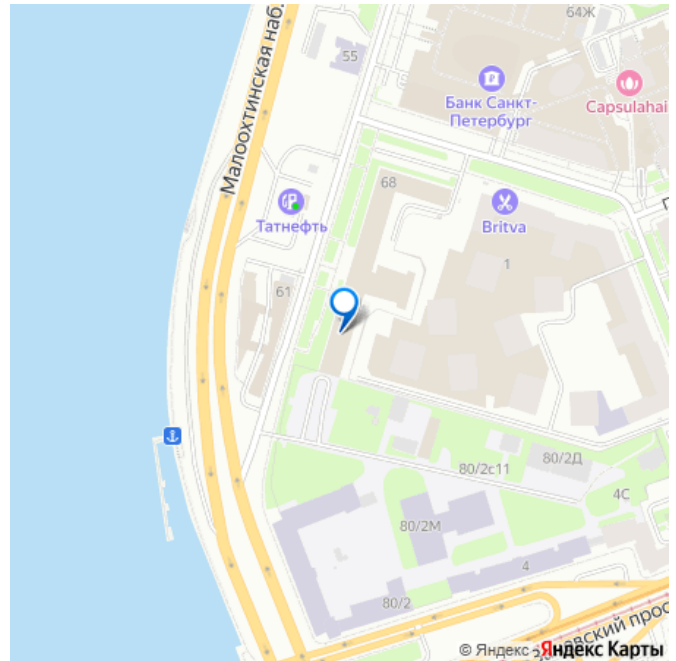 64Ж
55
Малоохтинская наб.
Банк Санкт-
Петербург
Capsulahai
68
Татнефть
Britva
1
61
80/2с11
80/2Д
4С
80/2М
4
80/2
© Яндекс
Яндекс Карты